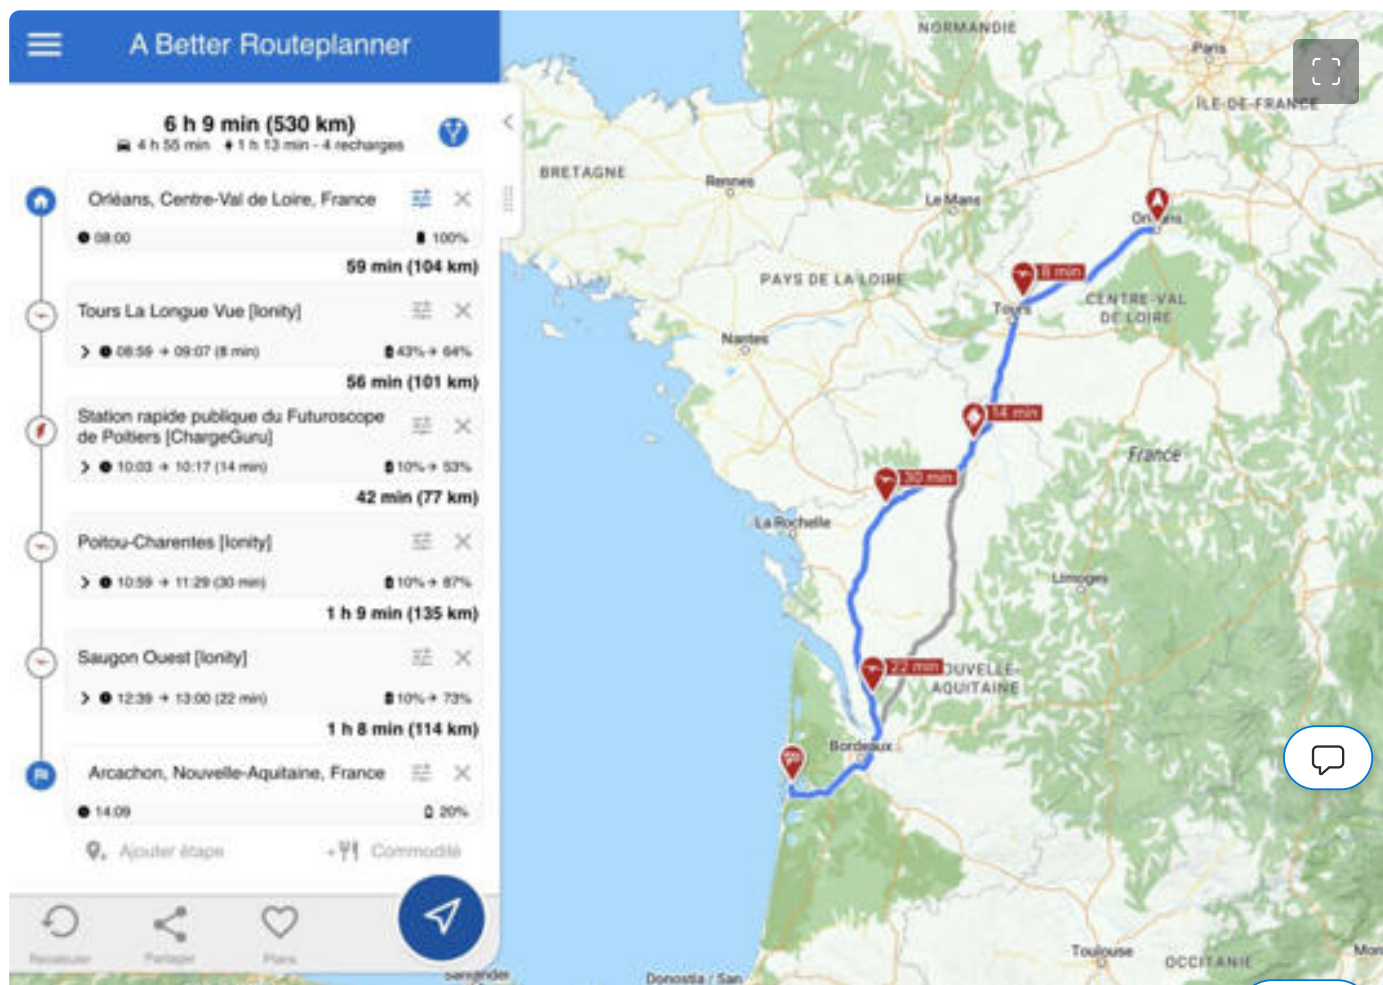 A Better Routeplanner
6 h 9 min (530 km)
4 h 55 min 1 h 13 min - 4 recharges
Orléans, Centre-Val de Loire, France
08:00 100%
59 min (104 km)
Tours La Longue Vue [Ionity]
08:59 → 09:07 (8 min) 43% → 64%
56 min (101 km)
Station rapide publique du Futuroscope
de Poitiers [ChargeGuru]
10:03 → 10:17 (14 min) 10% → 53%
42 min (77 km)
Poitou-Charentes [Ionity]
10:59 → 11:29 (30 min) 10% → 87%
1 h 9 min (135 km)
Saugon Ouest [Ionity]
12:39 → 13:00 (22 min) 10% → 73%
1 h 8 min (114 km)
Arcachon, Nouvelle-Aquitaine, France
14:09 20%
Ajouter étape Commodité
Recalculer Partager Plans
NORMANDIE
Paris
ÎLE-DE-FRANCE
BRETAGNE
Rennes
Le Mans
Orléans
8 min
PAYS DE LA LOIRE
CENTRE-VAL
DE LOIRE
Tours
Nantes
14 min
France
30 min
La Rochelle
Limoges
22 min
NOUVELLE-
AQUITAINE
Bordeaux
Toulouse
OCCITANIE
Mon
Santander
Donostia / San